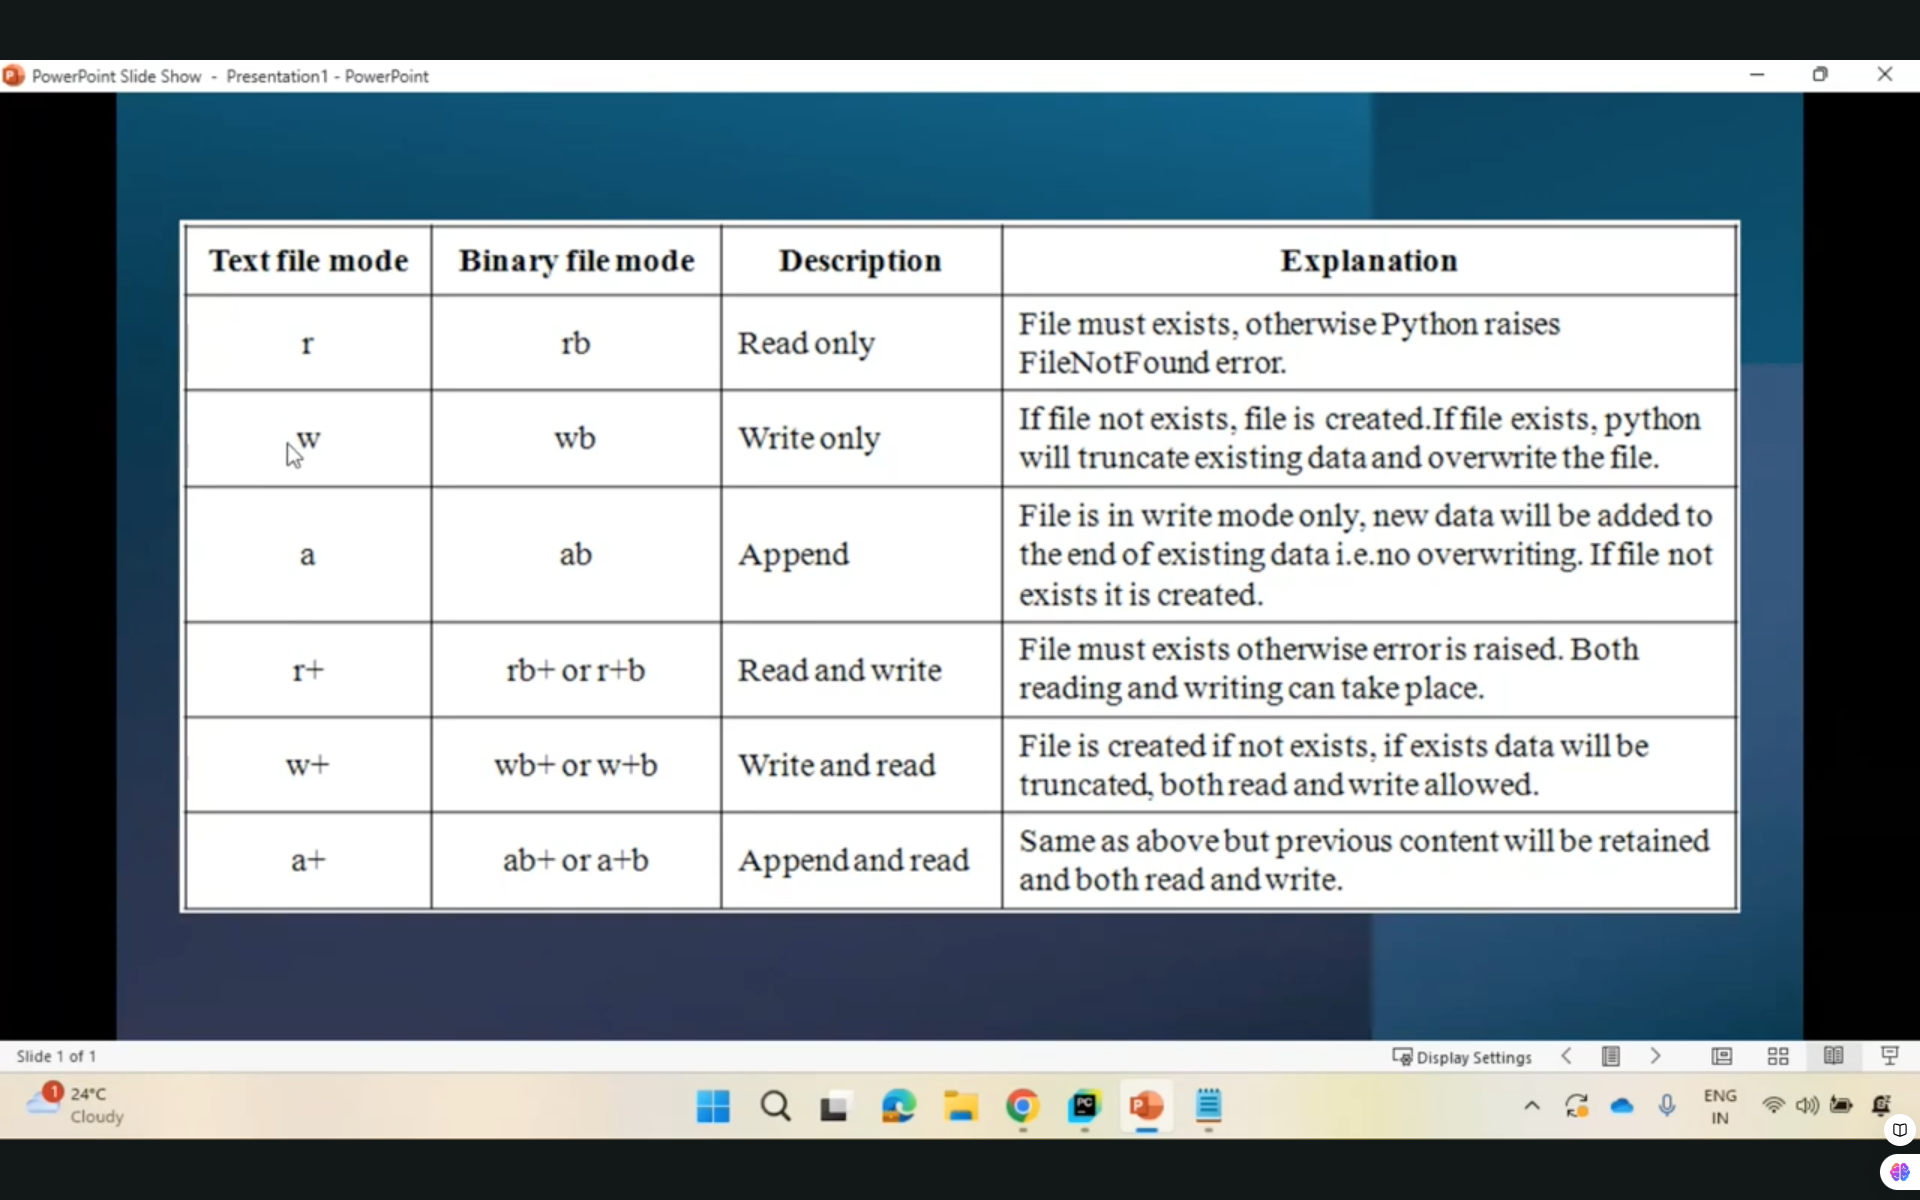 PowerPoint Slide Show - Presentation1 - PowerPoint
Text file mode
Binary file mode
Description
Explanation
r
rb
Read only
File must exists, otherwise Python raises
FileNotFound error.
w
wb
Write only
If file not exists, file is created.If file exists, python
will truncate existing data and overwrite the file.
a
ab
Append
File is in write mode only, new data will be added to
the end of existing data i.e.no overwriting. If file not
exists it is created.
r+
rb+ or r+b
Read and write
File must exists otherwise error is raised. Both
reading and writing can take place.
w+
wb+ or w+b
Write and read
File is created if not exists, if exists data will be
truncated, both read and write allowed.
a+
ab+ or a+b
Append and read
Same as above but previous content will be retained
and both read and write.
Slide 1 of 1
Display Settings
1
24°C
Cloudy
PC
P
ENG
IN